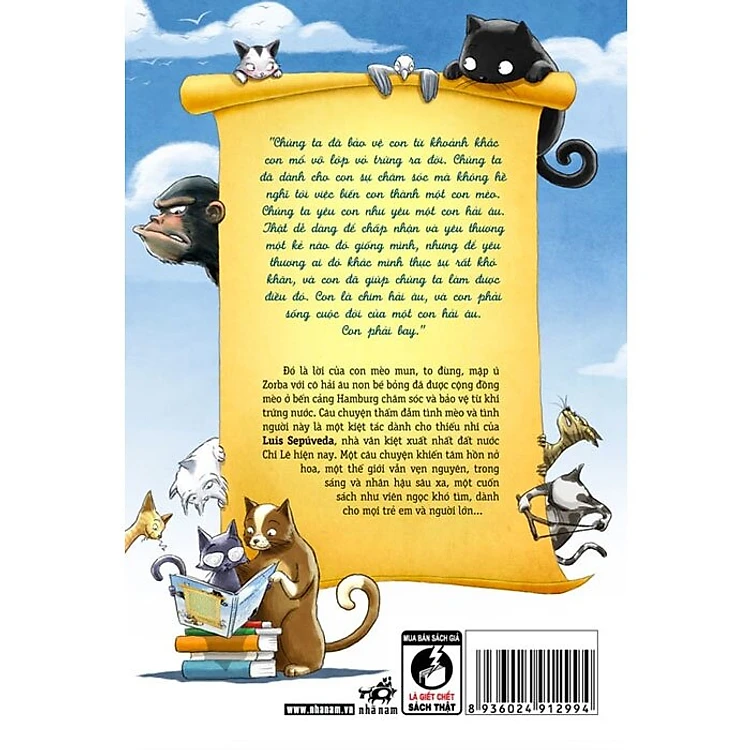 "Chúng ta đã bảo vệ con từ khoảnh khắc
con mổ vỡ lớp vỏ trứng ra đời. Chúng ta
đã dành cho con sự chăm sóc mà không hề
nghĩ tới việc biến con thành một con mèo.
Chúng ta yêu con như yêu một con hải âu.
Thật dễ dàng để chấp nhận và yêu thương
một kẻ nào đó giống mình, nhưng để yêu
thương ai đó khác mình thực sự rất khó
khăn, và con đã giúp chúng ta làm được
điều đó. Con là chim hải âu, và con phải
sống cuộc đời của một con hải âu.
Con phải bay."
Đó là lời của con mèo mun, to đùng, mập ú
Zorba với cô hải âu non bé bỏng đã được cộng đồng
mèo ở bến cảng Hamburg chăm sóc và bảo vệ từ khi
trứng nước. Câu chuyện thấm đẫm tình mèo và tình
người này là một kiệt tác dành cho thiếu nhi của
Luis Sepúveda, nhà văn kiệt xuất nhất đất nước
Chi Lê hiện nay. Một câu chuyện khiến tâm hồn nở
hoa, một thế giới vẫn vẹn nguyên, trong
sáng và nhân hậu sâu xa, một cuốn
sách như viên ngọc khó tìm, dành
cho mọi trẻ em và người lớn...
MUA BÁN SÁCH GIẢ
LÀ GIẾT CHẾT
SÁCH THẬT
www.nhanam.vn
nhã nam
8 936024 912994